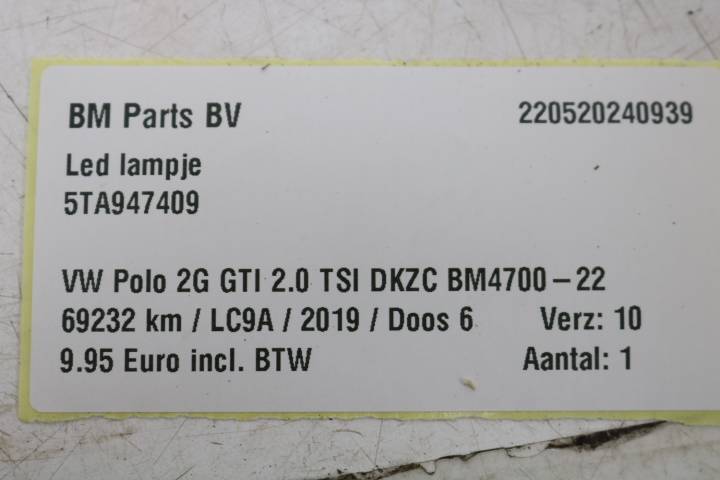 BM Parts BV 220520240939
Led lampje
5TA947409
VW Polo 2G GTI 2.0 TSI DKZC BM4700-22
69232 km / LC9A / 2019 / Doos 6 Verz: 10
9.95 Euro incl. BTW Aantal: 1